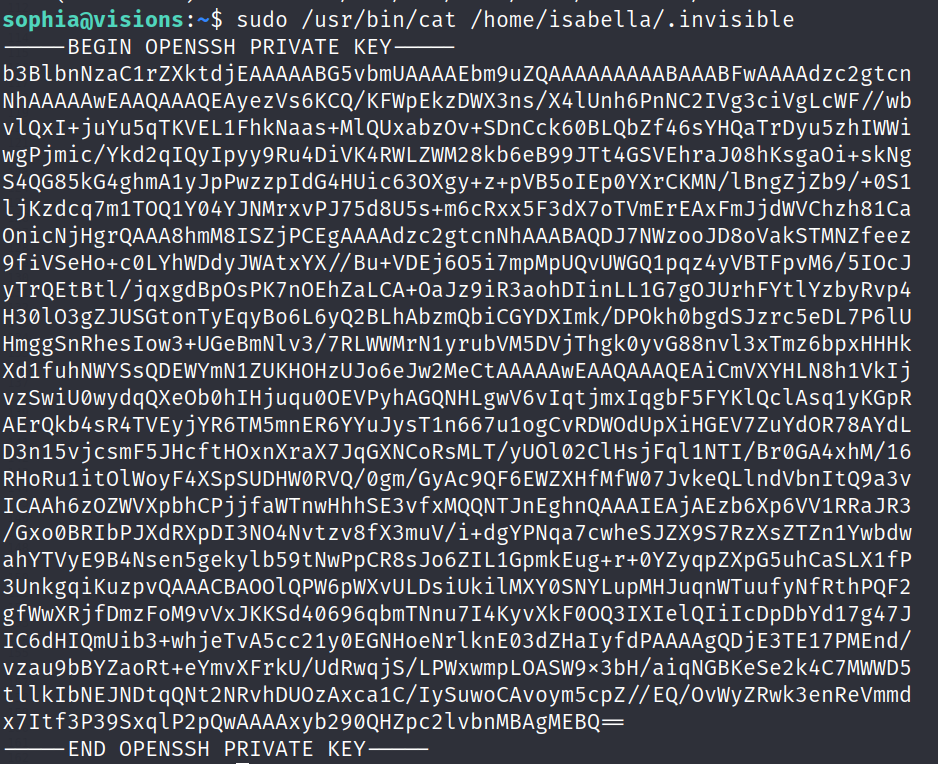 sophia@visions:~$ sudo /usr/bin/cat /home/isabella/.invisible
-----BEGIN OPENSSH PRIVATE KEY-----
b3BlbnNzaC1rZXktdjEAAAAABG5vbmUAAAAEbm9uZQAAAAAAAAABAAABFwAAAAdzc2gtcn
NhAAAAAwEAAQAAAQEAyezVs6KCQ/KFWpEkzDWX3ns/X4lUnh6PnNC2IVg3ciVgLcWF//wb
vlQxI+juYu5qTKVEL1FhkNaas+MlQUxabzOv+SDnCck60BLQbZf46sYHQaTrDyu5zhIWWi
wgPjmic/Ykd2qIQyIpyy9Ru4DiVK4RWLZWM28kb6eB99JTt4GSVEhraJ08hKsgaOi+skNg
S4QG85kG4ghmA1yJpPwzzpIdG4HUic63OXgy+z+pVB5oIEp0YXrCKMN/lBngZjZb9/+0S1
ljKzdcq7m1TOQ1Y04YJNMrxvPJ75d8U5s+m6cRxx5F3dX7oTVmErEAxFmJjdWVChzh81Ca
OnicNjHgrQAAA8hmM8ISZjPCEgAAAAdzc2gtcnNhAAABAQDJ7NWzooJD8oVakSTMNZfeez
9fiVSeHo+c0LYhWDdyJWAtxYX//Bu+VDEj6O5i7mpMpUQvUWGQ1pqz4yVBTFpvM6/5IOcJ
yTrQEtBtl/jqxgdBpOsPK7nOEhZaLCA+OaJz9iR3aohDIinLL1G7gOJUrhFYtlYzbyRvp4
H30lO3gZJUSGtonTyEqyBo6L6yQ2BLhAbzmQbiCGYDXImk/DPOkh0bgdSJzrc5eDL7P6lU
HmggSnRhesIow3+UGeBmNlv3/7RLWWMrN1yrubVM5DVjThgk0yvG88nvl3xTmz6bpxHHHk
Xd1fuhNWYSsQDEWYmN1ZUKHOHzUJo6eJw2MeCtAAAAAwEAAQAAAQEAiCmVXYHLN8h1VkIj
vzSwiU0wydqQXeOb0hIHjuqu0OEVPyhAGQNHLgwV6vIqtjmxIqgbF5FYKlQclAsq1yKGpR
AErQkb4sR4TVEyjYR6TM5mnER6YYuJysT1n667u1ogCvRDWOdUpXiHGEV7ZuYdOR78AYdL
D3n15vjcsmF5JHcftHOxnXraX7JqGXNCoRsMLT/yUOl02ClHsjFql1NTI/Br0GA4xhM/16
RHoRu1itOlWoyF4XSpSUDHW0RVQ/0gm/GyAc9QF6EWZXHfMfW07JvkeQLlndVbnItQ9a3v
ICAAh6zOZWVXpbhCPjjfaWTnwHhhSE3vfxMQQNTJnEghnQAAAIEAjAEzb6Xp6VV1RRaJR3
/Gxo0BRIbPJXdRXpDI3NO4Nvtzv8fX3muV/i+dgYPNqa7cwheSJZX9S7RzXsZTZn1Ywbdw
ahYTVyE9B4Nsen5gekylb59tNwPpCR8sJo6ZIL1GpmkEug+r+0YZyqpZXpG5uhCaSLX1fP
3UnkgqiKuzpvQAAACBAOOlQPW6pWXvULDsiUkilMXY0SNYLupMHJuqnWTuufyNfRthPQF2
gfWwXRjfDmzFoM9vVxJKKSd40696qbmTNnu7I4KyvXkF0OQ3IXIelQIiIcDpDbYd17g47J
IC6dHIQmUib3+whjeTvA5cc21y0EGNHoeNrlknE03dZHaIyfdPAAAAgQDjE3TE17PMEnd/
vzau9bBYZaoRt+eYmvXFrkU/UdRwqjS/LPWxwmpLOASW9x3bH/aiqNGBKeSe2k4C7MWWD5
tllkIbNEJNDtqQNt2NRvhDUOzAxca1C/IySuwoCAvoym5cpZ//EQ/OvWyZRwk3enReVmmd
x7Itf3P39SxqlP2pQwAAAAxyb290QHZpc2lvbnMBAgMEBQ==
-----END OPENSSH PRIVATE KEY-----